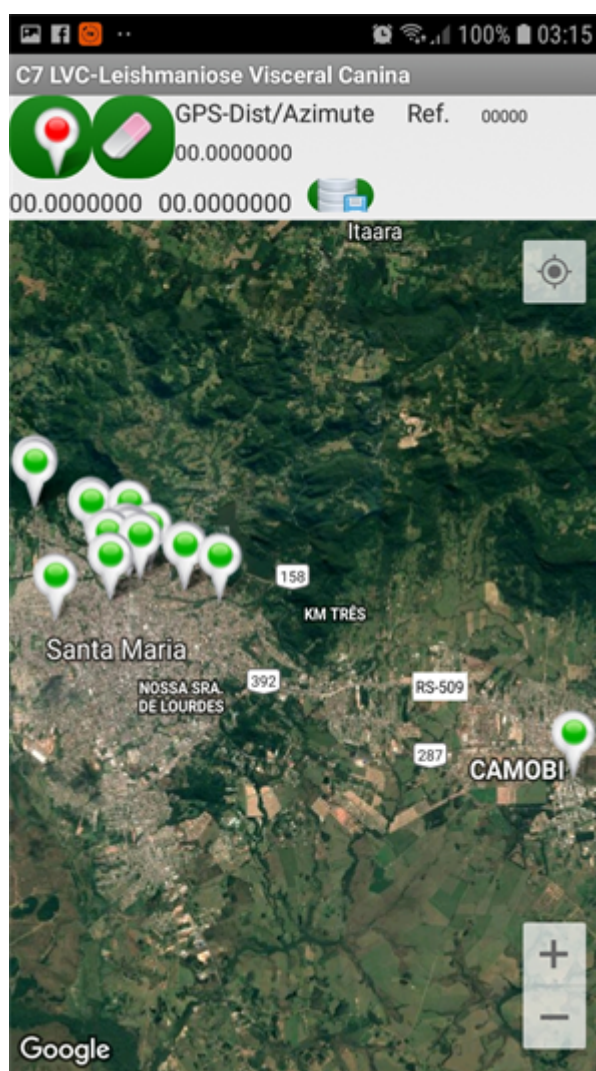 100% 03:15
C7 LVC-Leishmaniose Visceral Canina
GPS-Dist/Azimute Ref. 00000
00.0000000
00.0000000 00.0000000
Itaara
158
KM TRÊS
Santa Maria
392
NOSSA SRA.
DE LOURDES
RS-509
287
CAMOBI
Google